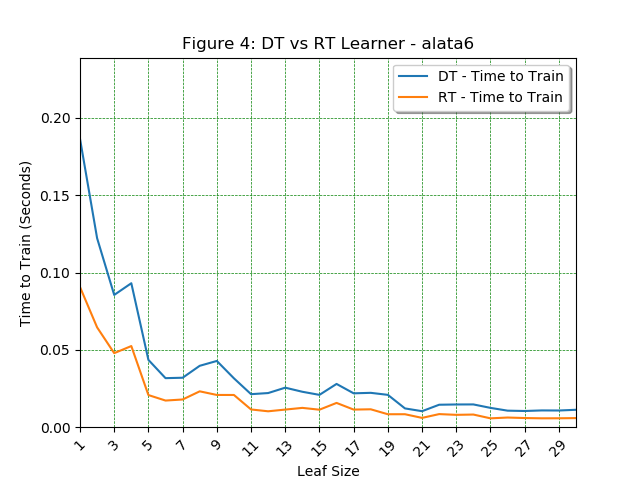 Figure 4: DT vs RT Learner - alata6
DT - Time to Train
RT - Time to Train
Time to Train (Seconds)
0.20
0.15
0.10
0.05
0.00
1 3 5 7 9 11 13 15 17 19 21 23 25 27 29
Leaf Size